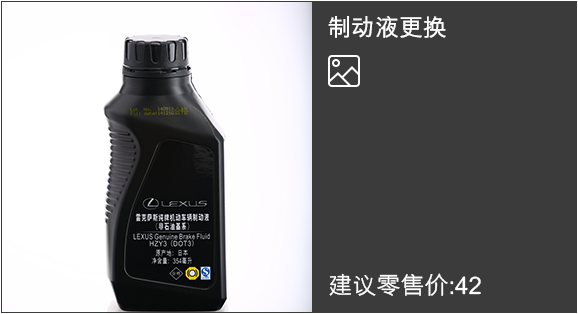 制动液更换
LEXUS
雷克萨斯纯牌机动车辆制动液
(非石油基系)
LEXUS Genuine Brake Fluid
HZY3 (DOT3)
原产地:日本
净含量:354毫升
建议零售价:42